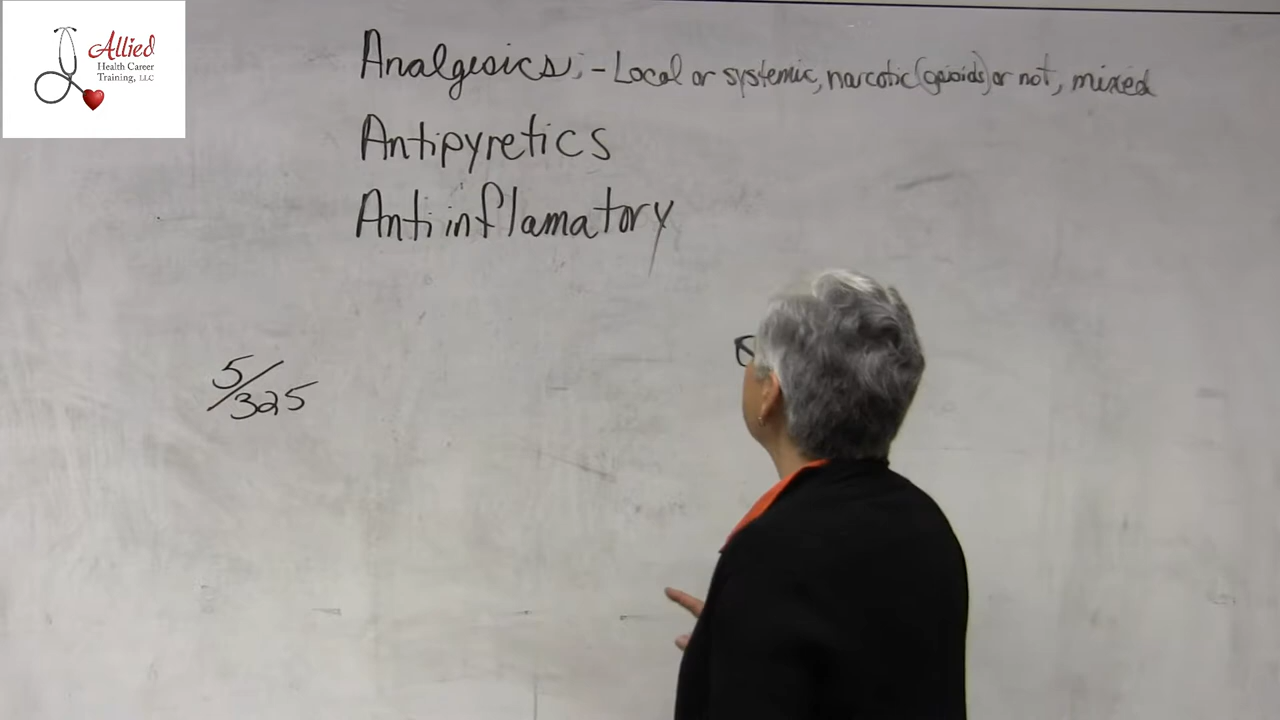 Allied
Health Career
Training, LLC
Analgesics; - Local or systemic, narcotic (opioids) or not, mixed
Antipyretics
Antiinflamatory
5/325